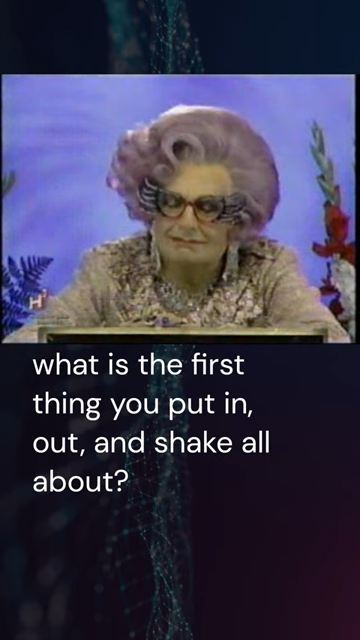 H
what is the first
thing you put in,
out, and shake all
about?